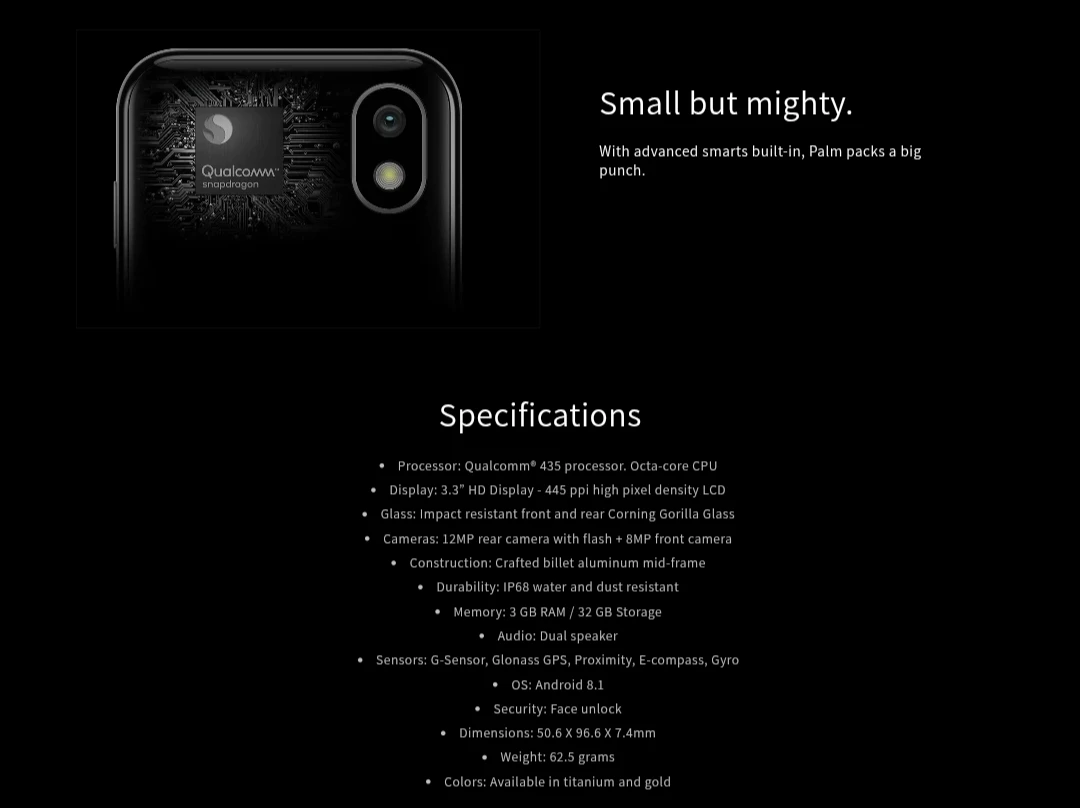 Qualcomm™
snapdragon
Small but mighty.
With advanced smarts built-in, Palm packs a big
punch.
Specifications
• Processor: Qualcomm® 435 processor. Octa-core CPU
• Display: 3.3” HD Display - 445 ppi high pixel density LCD
• Glass: Impact resistant front and rear Corning Gorilla Glass
• Cameras: 12MP rear camera with flash + 8MP front camera
• Construction: Crafted billet aluminum mid-frame
• Durability: IP68 water and dust resistant
• Memory: 3 GB RAM / 32 GB Storage
• Audio: Dual speaker
• Sensors: G-Sensor, Glonass GPS, Proximity, E-compass, Gyro
• OS: Android 8.1
• Security: Face unlock
• Dimensions: 50.6 X 96.6 X 7.4mm
• Weight: 62.5 grams
• Colors: Available in titanium and gold